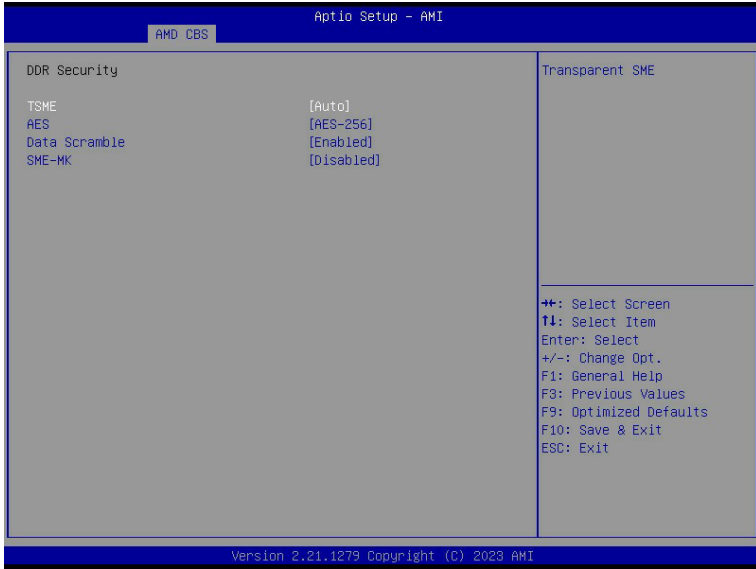 Aptio Setup - AMI
AMD CBS
DDR Security
TSME [Auto]
AES [AES-256]
Data Scramble [Enabled]
SME-MK [Disabled]
Transparent SME
→←: Select Screen
↑↓: Select Item
Enter: Select
+/-: Change Opt.
F1: General Help
F3: Previous Values
F9: Optimized Defaults
F10: Save & Exit
ESC: Exit
Version 2.21.1279 Copyright (C) 2023 AMI